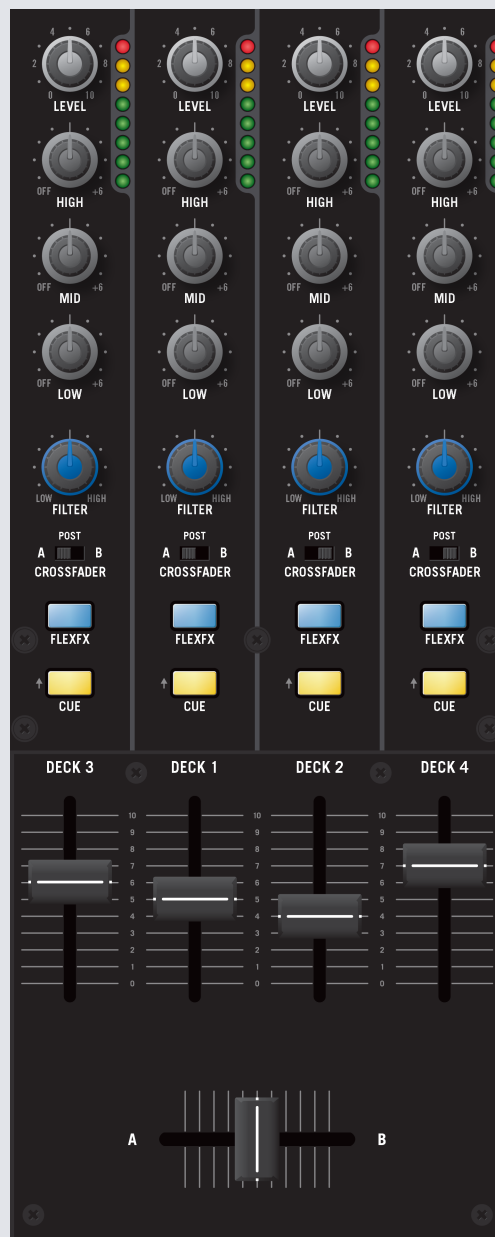 4 6 4 6 4 6 4 6
2 8 2 8 2 8 2
0 10 0 10 0 10 0 10
LEVEL LEVEL LEVEL LEVEL
OFF +6 OFF +6 OFF +6 OFF +6
HIGH HIGH HIGH HIGH
OFF +6 OFF +6 OFF +6 OFF +6
MID MID MID MID
OFF +6 OFF +6 OFF +6 OFF +6
LOW LOW LOW LOW
LOW HIGH LOW HIGH LOW HIGH LOW HIGH
FILTER FILTER FILTER FILTER
POST POST POST POST
A B A B A B A B
CROSSFADER CROSSFADER CROSSFADER CROSSFADER
FLEXFX FLEXFX FLEXFX FLEXFX
CUE CUE CUE CUE
DECK 3 DECK 1 DECK 2 DECK 4
10 10 10
9 9 9
8 8 8
7 7 7
6 6 6
5 5 5
4 4 4
3 3 3
2 2 2
1 1 1
0 0 0
A B